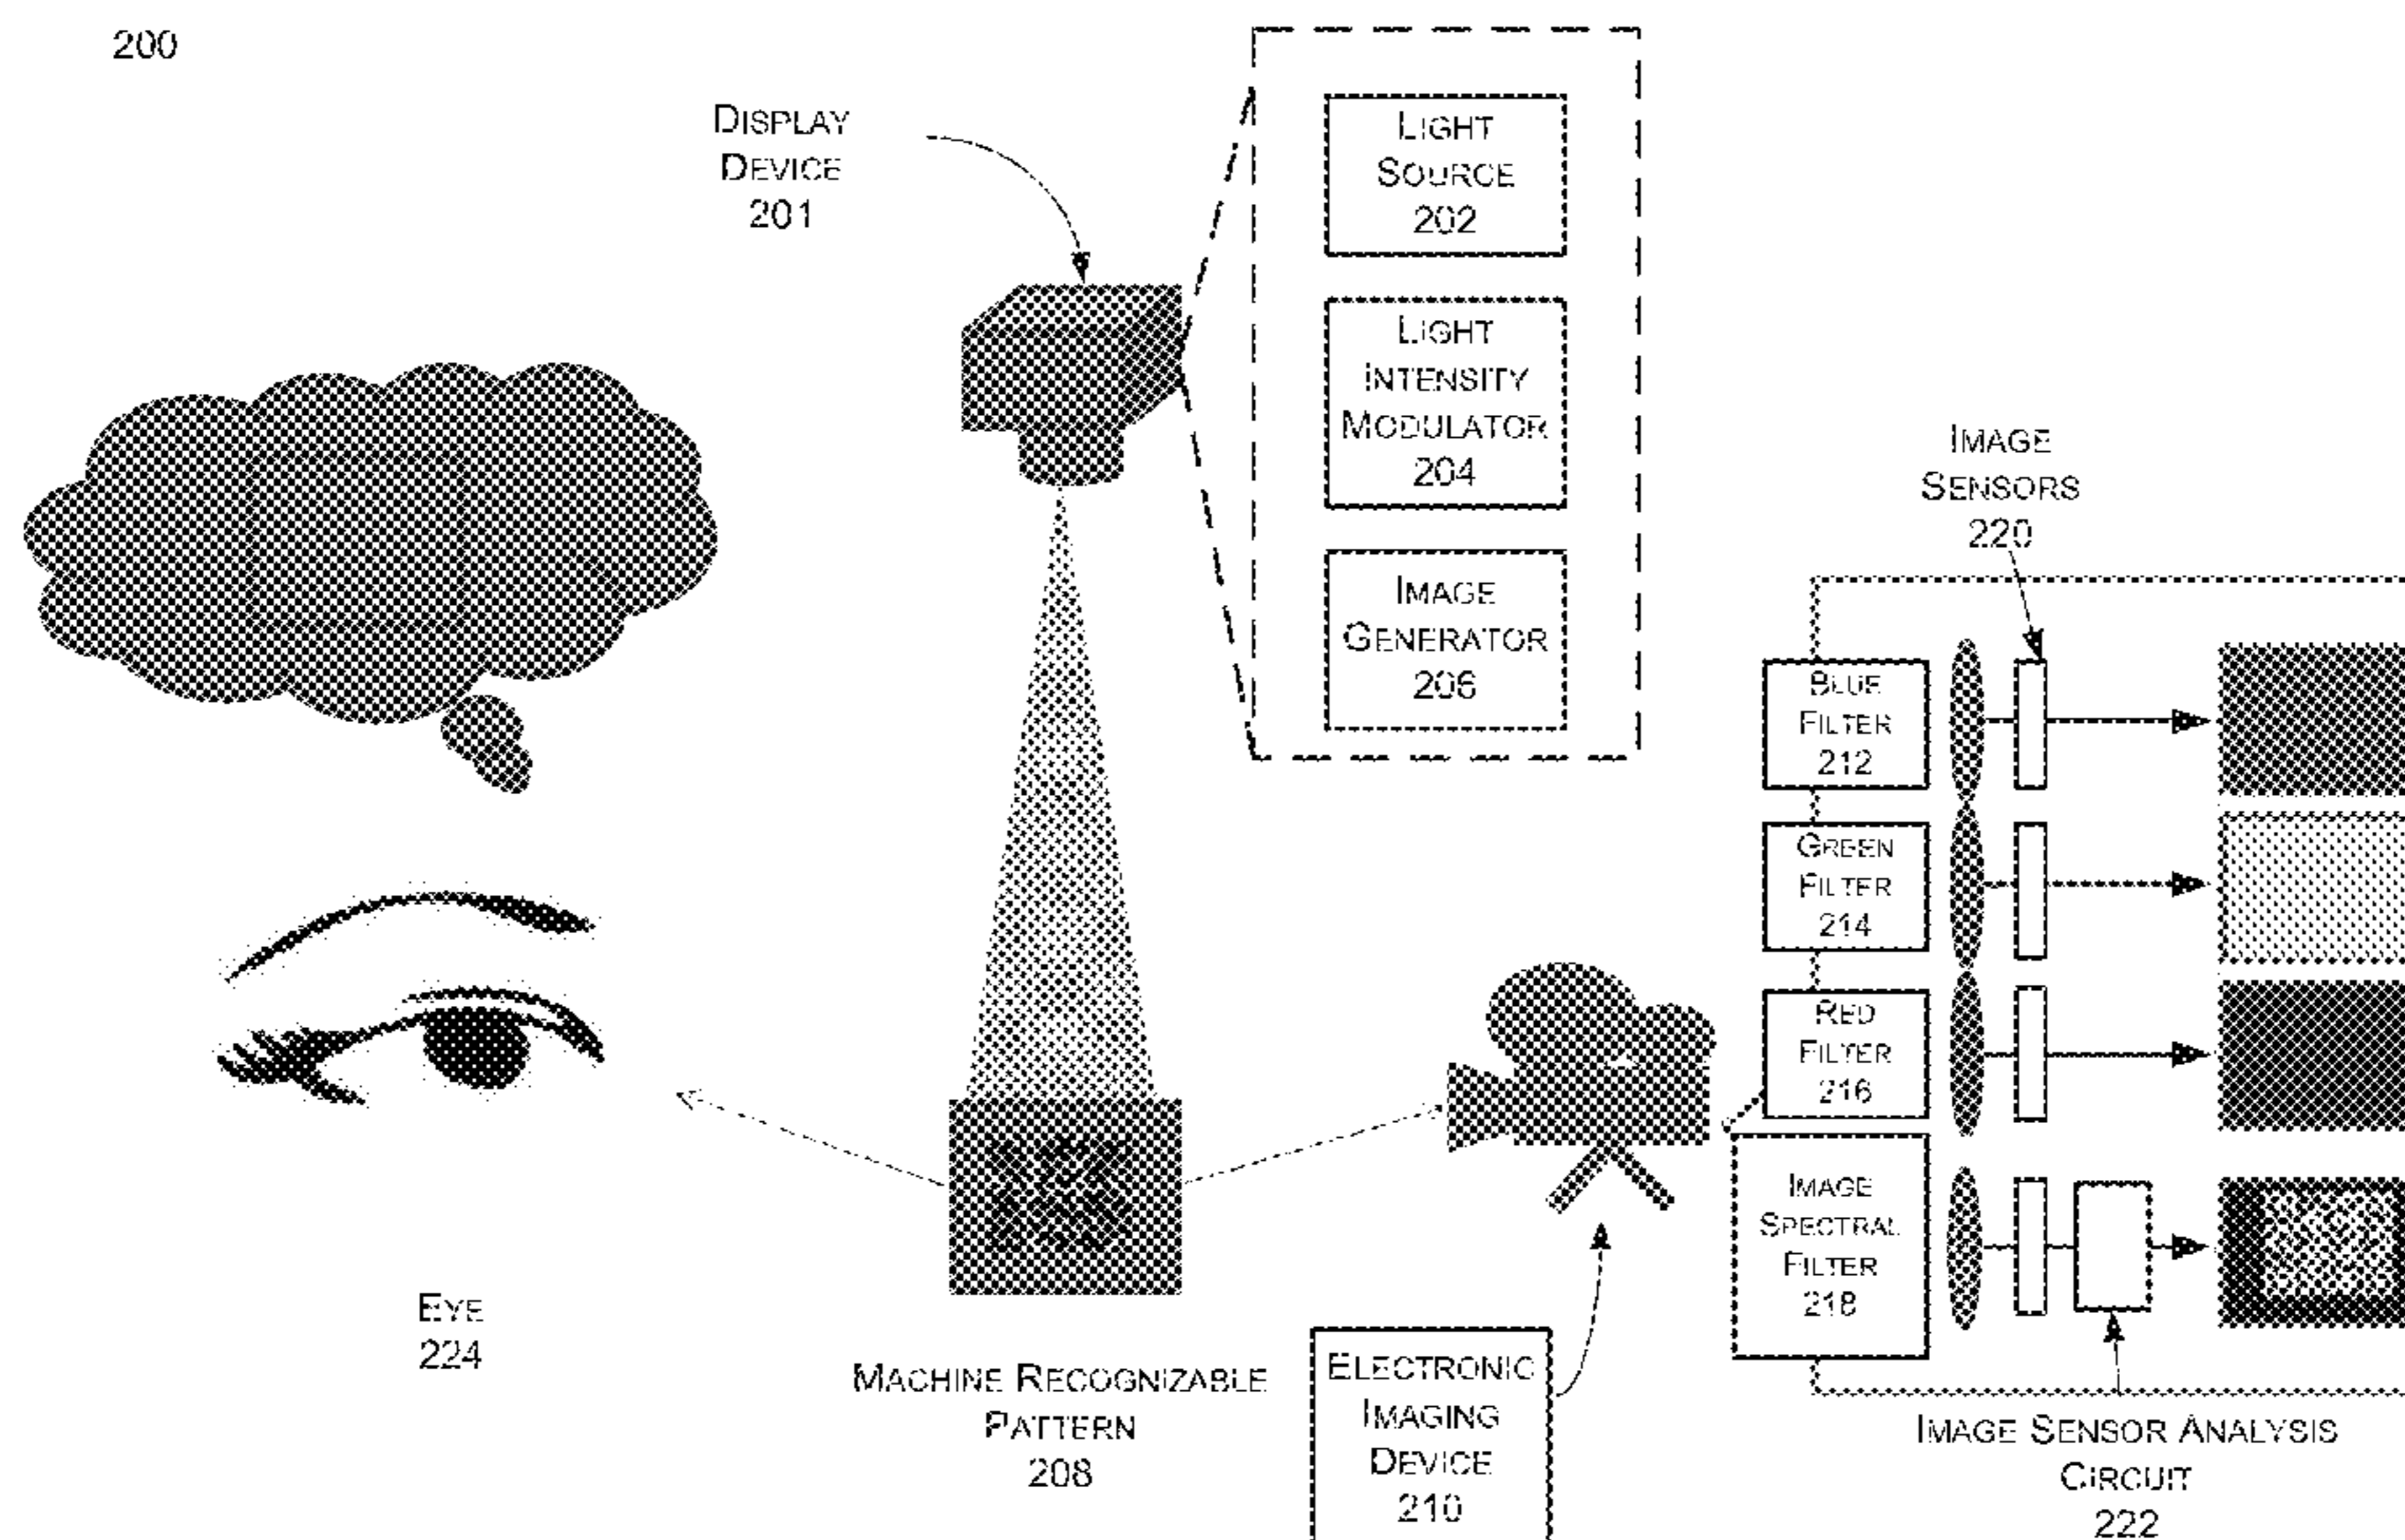 200
DISPLAY
DEVICE
201
LIGHT
SOURCE
202
LIGHT
INTENSITY
MODULATOR
204
IMAGE
GENERATOR
206
IMAGE
SENSORS
220
BLUE
FILTER
212
GREEN
FILTER
214
RED
FILTER
216
IMAGE
SPECTRAL
FILTER
218
EYE
224
MACHINE RECOGNIZABLE
PATTERN
208
ELECTRONIC
IMAGING
DEVICE
210
IMAGE SENSOR ANALYSIS
CIRCUIT
222